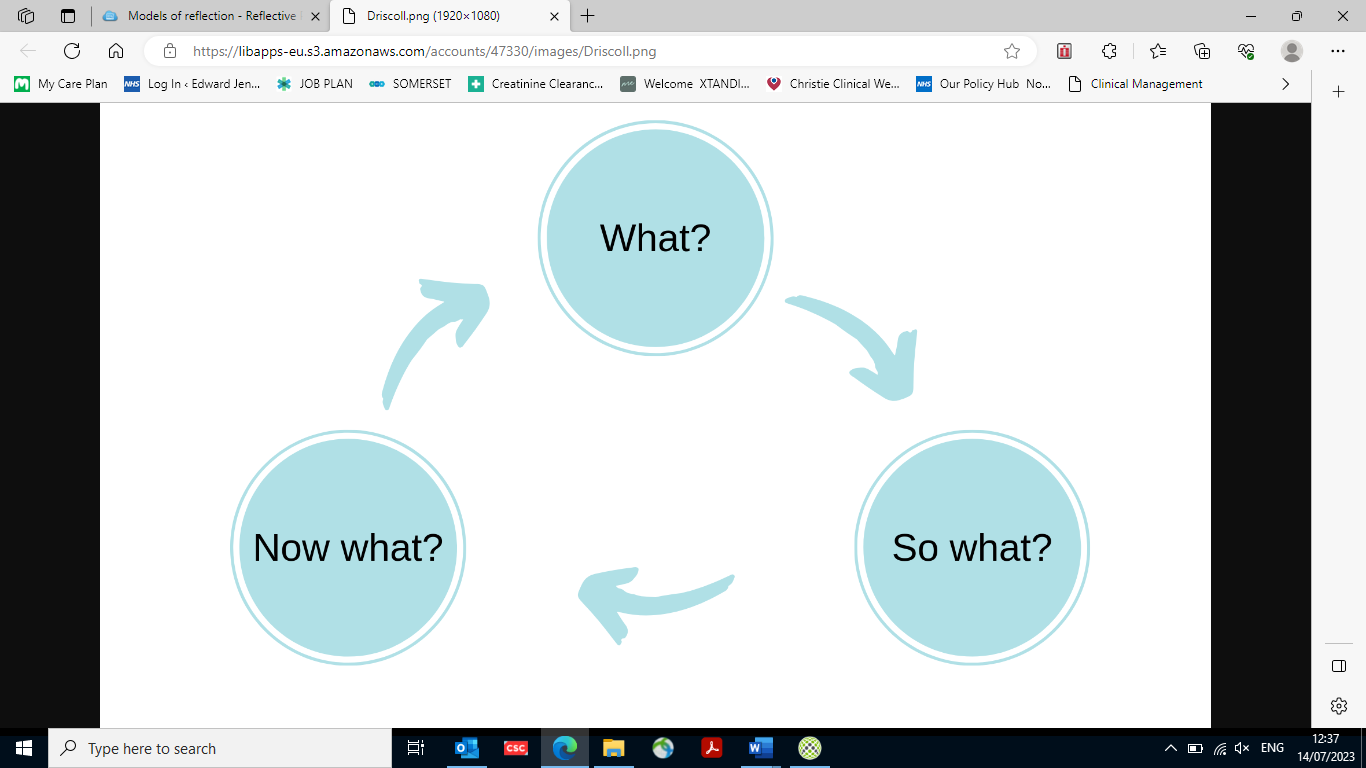 Models of reflection - Reflective
Driscoll.png (1920×1080)
https://libapps-eu.s3.amazonaws.com/accounts/47330/images/Driscoll.png
My Care Plan
NHS
Log In ‹ Edward Jen...
JOB PLAN
SOMERSET
Creatinine Clearanc...
Welcome XTANDI...
Christie Clinical We...
NHS
Our Policy Hub No...
Clinical Management
What?
So what?
Now what?
Type here to search
CSC
ENG
12:37
14/07/2023